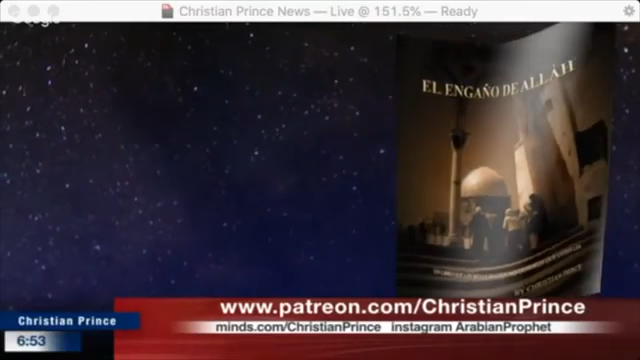 Christian Prince News — Live @ 151.5% — Ready
EL ENGAÑO DE ALLÁH
BY CHRISTIAN PRINCE
www.patreon.com/ChristianPrince
Christian Prince
minds.com/ChristianPrince instagram ArabianProphet
6:53